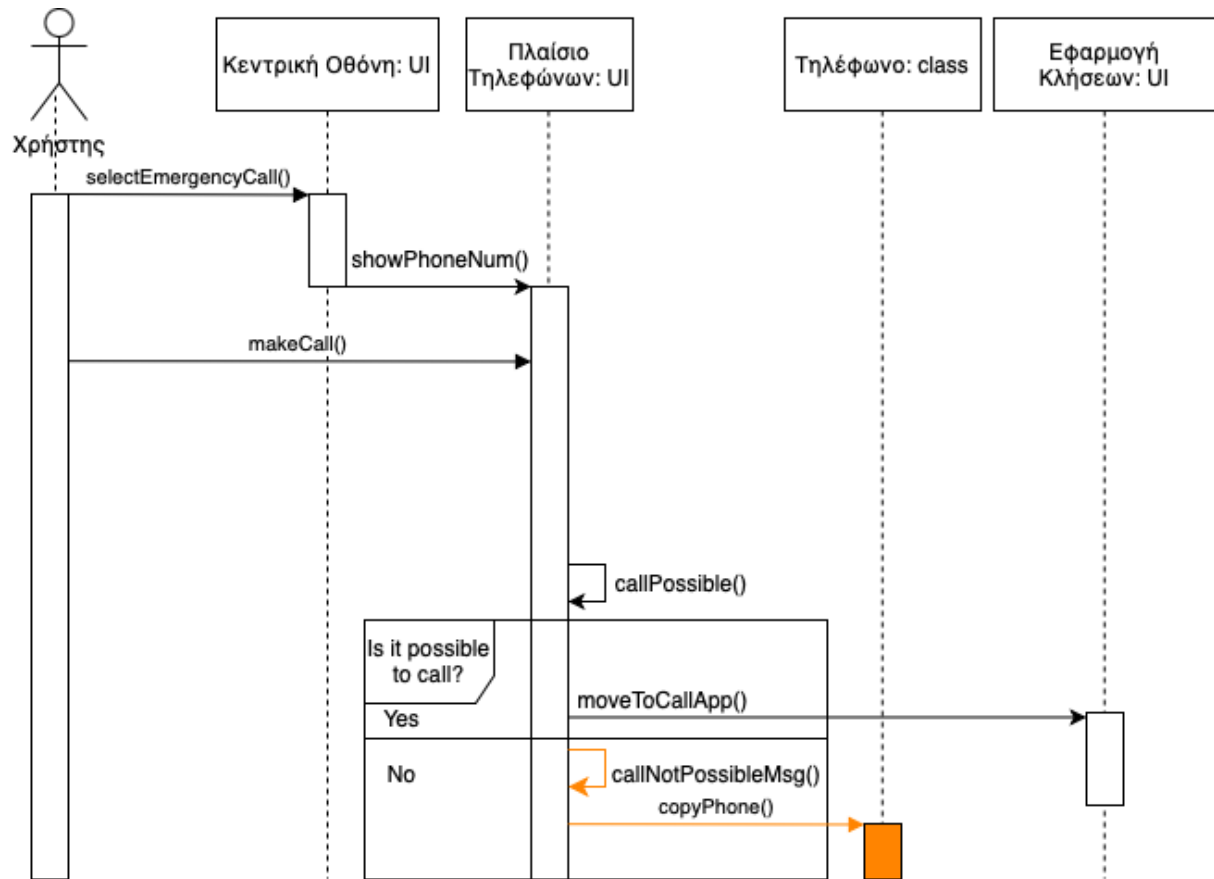 Κεντρική Οθόνη: UI
Πλαίσιο
Τηλεφώνων: UI
Τηλέφωνο: class
Εφαρμογή
Κλήσεων: UI
Χρήστης
selectEmergencyCall()
showPhoneNum()
makeCall()
callPossible()
Is it possible
to call?
moveToCallApp()
Yes
No
callNotPossibleMsg()
copyPhone()